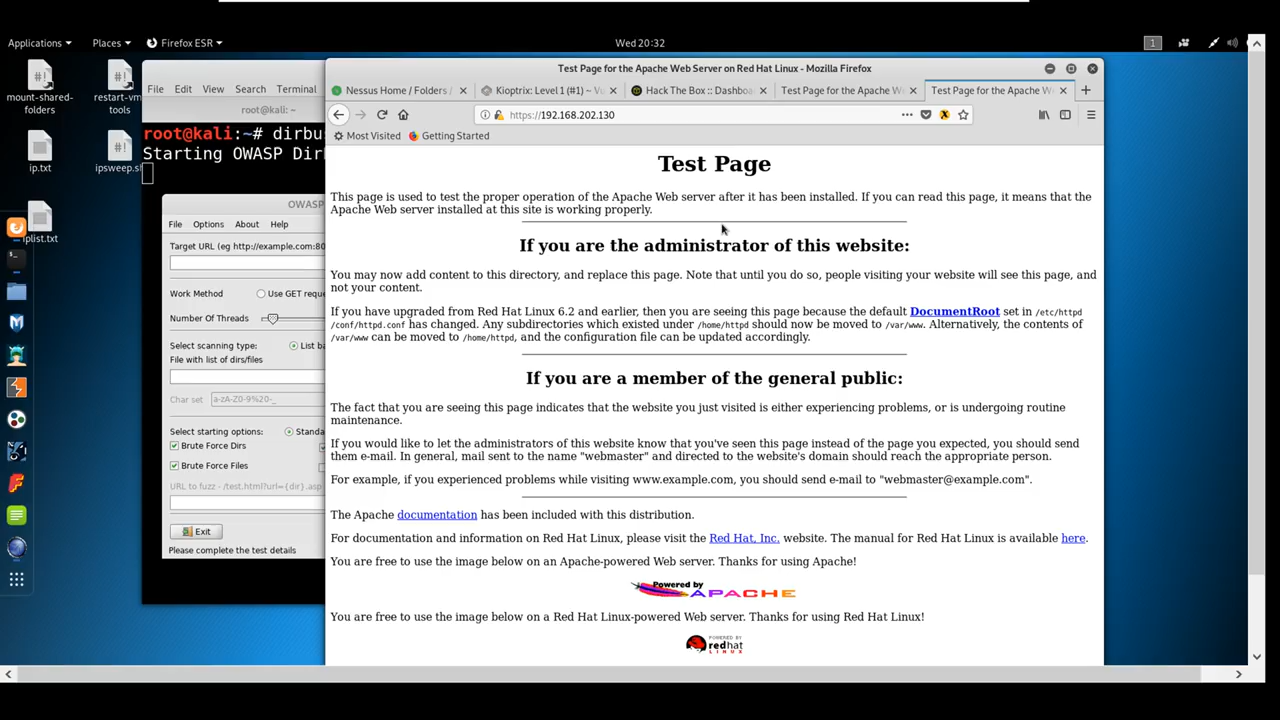 Applications
Places
Firefox ESR
Wed 20:32
1
mount-shared-
folders
restart-vm
tools
ip.txt
iplist.txt
File Edit View Search Terminal
root@kali: ~
root@kali:~# dirbu
Starting OWASP Dir
OWAS
File Options About Help
Target URL (eg http://example.com:80
Work Method
Use GET reque
Number Of Threads
Select scanning type:
List ba
File with list of dirs/files
Char set
a-zA-Z0-9%20-_
Select starting options:
Standa
Brute Force Dirs
Brute Force Files
URL to fuzz - /test.html?url={dir}.asp
Exit
Please complete the test details
Test Page for the Apache Web Server on Red Hat Linux - Mozilla Firefox
Nessus Home / Folders /
Kioptrix: Level 1 (#1) ~ Vu
Hack The Box :: Dashboa
Test Page for the Apache We
Test Page for the Apache W
https://192.168.202.130
Most Visited
Getting Started
Test Page
This page is used to test the proper operation of the Apache Web server after it has been installed. If you can read this page, it means that the
Apache Web server installed at this site is working properly.
If you are the administrator of this website:
You may now add content to this directory, and replace this page. Note that until you do so, people visiting your website will see this page, and
not your content.
If you have upgraded from Red Hat Linux 6.2 and earlier, then you are seeing this page because the default DocumentRoot set in /etc/httpd
/conf/httpd.conf has changed. Any subdirectories which existed under /home/httpd should now be moved to /var/www. Alternatively, the contents of
/var/www can be moved to /home/httpd, and the configuration file can be updated accordingly.
If you are a member of the general public:
The fact that you are seeing this page indicates that the website you just visited is either experiencing problems, or is undergoing routine
maintenance.
If you would like to let the administrators of this website know that you've seen this page instead of the page you expected, you should send
them e-mail. In general, mail sent to the name "webmaster" and directed to the website's domain should reach the appropriate person.
For example, if you experienced problems while visiting www.example.com, you should send e-mail to "webmaster@example.com".
The Apache documentation has been included with this distribution.
For documentation and information on Red Hat Linux, please visit the Red Hat, Inc. website. The manual for Red Hat Linux is available here.
You are free to use the image below on an Apache-powered Web server. Thanks for using Apache!
Powered by
APACHE
You are free to use the image below on a Red Hat Linux-powered Web server. Thanks for using Red Hat Linux!
POWERED BY
redhat
LINUX